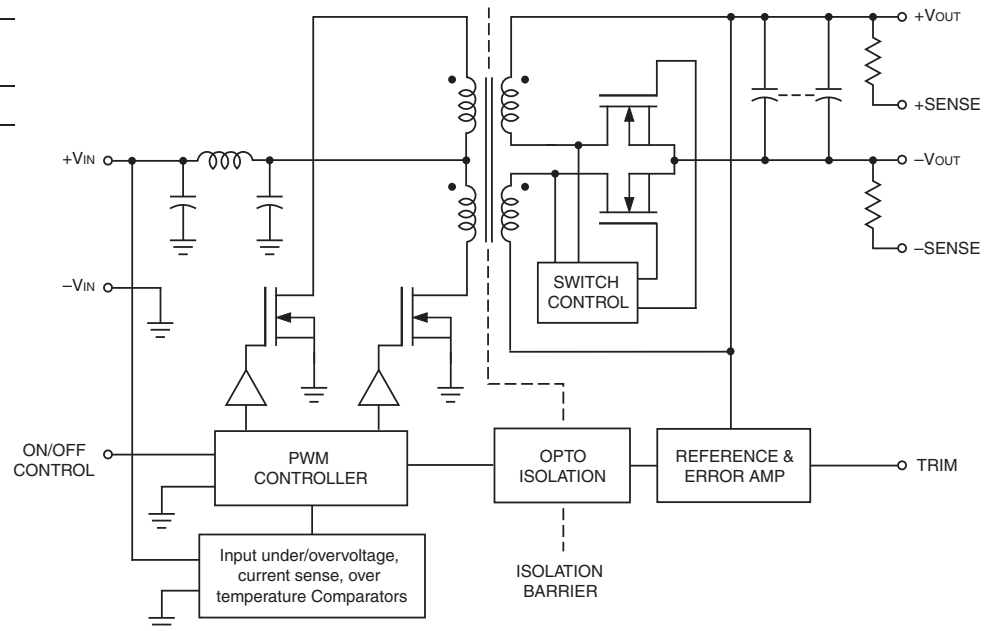 +VOUT
+SENSE
+VIN
–VOUT
–SENSE
–VIN
SWITCH
CONTROL
ON/OFF
CONTROL
PWM
CONTROLLER
OPTO
ISOLATION
REFERENCE &
ERROR AMP
TRIM
Input under/overvoltage,
current sense, over
temperature Comparators
ISOLATION
BARRIER